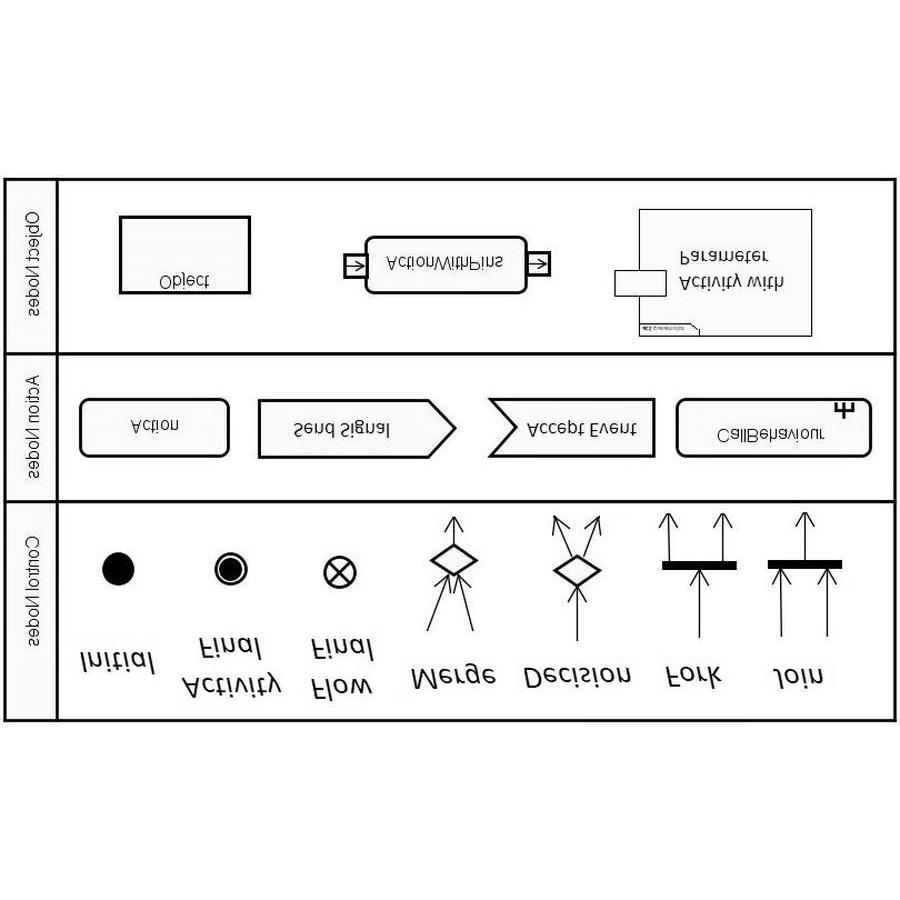 Control Nodes
Initial
Activity
Final
Flow
Final
Merge
Decision
Fork
Join
Action Nodes
Action
Send Signal
Accept Event
CallBehaviour
Object Nodes
Object
ActionWithPins
act
Activity with
Parameter